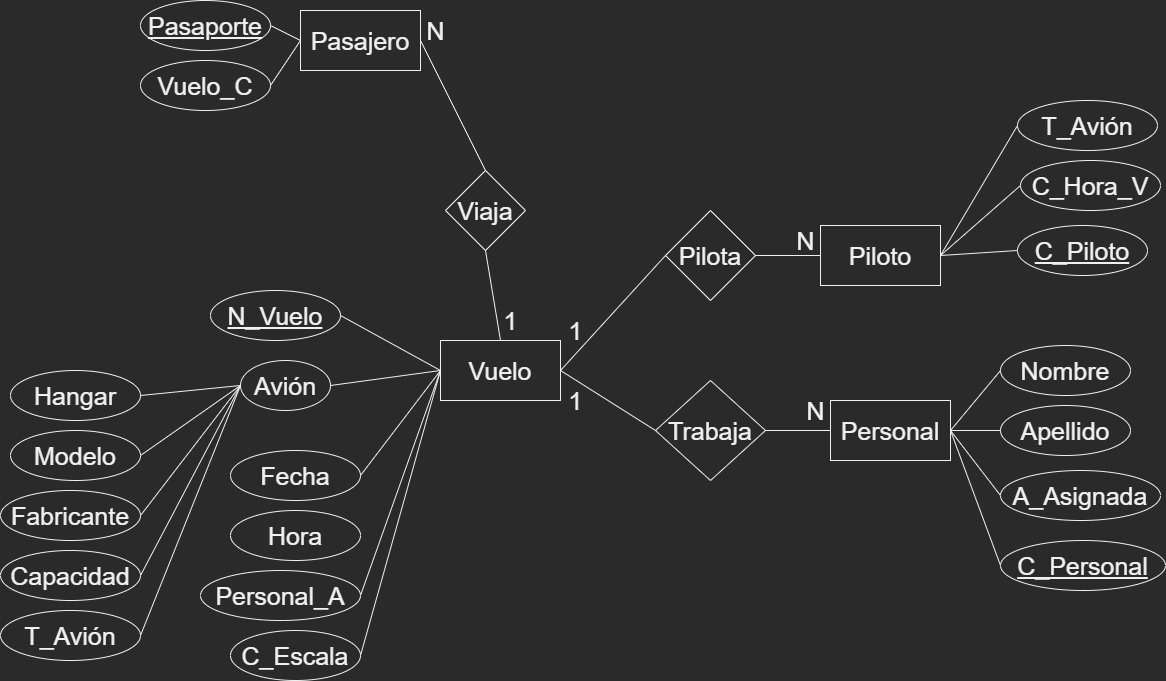 Pasaporte
Pasajero
N
Vuelo_C
T_Avión
C_Hora_V
Viaja
Pilota
N
Piloto
C_Piloto
N_Vuelo
1
1
Vuelo
1
Avión
Hangar
Modelo
Fabricante
Capacidad
T_Avión
Fecha
Hora
Personal_A
C_Escala
Trabaja
N
Personal
Nombre
Apellido
A_Asignada
C_Personal